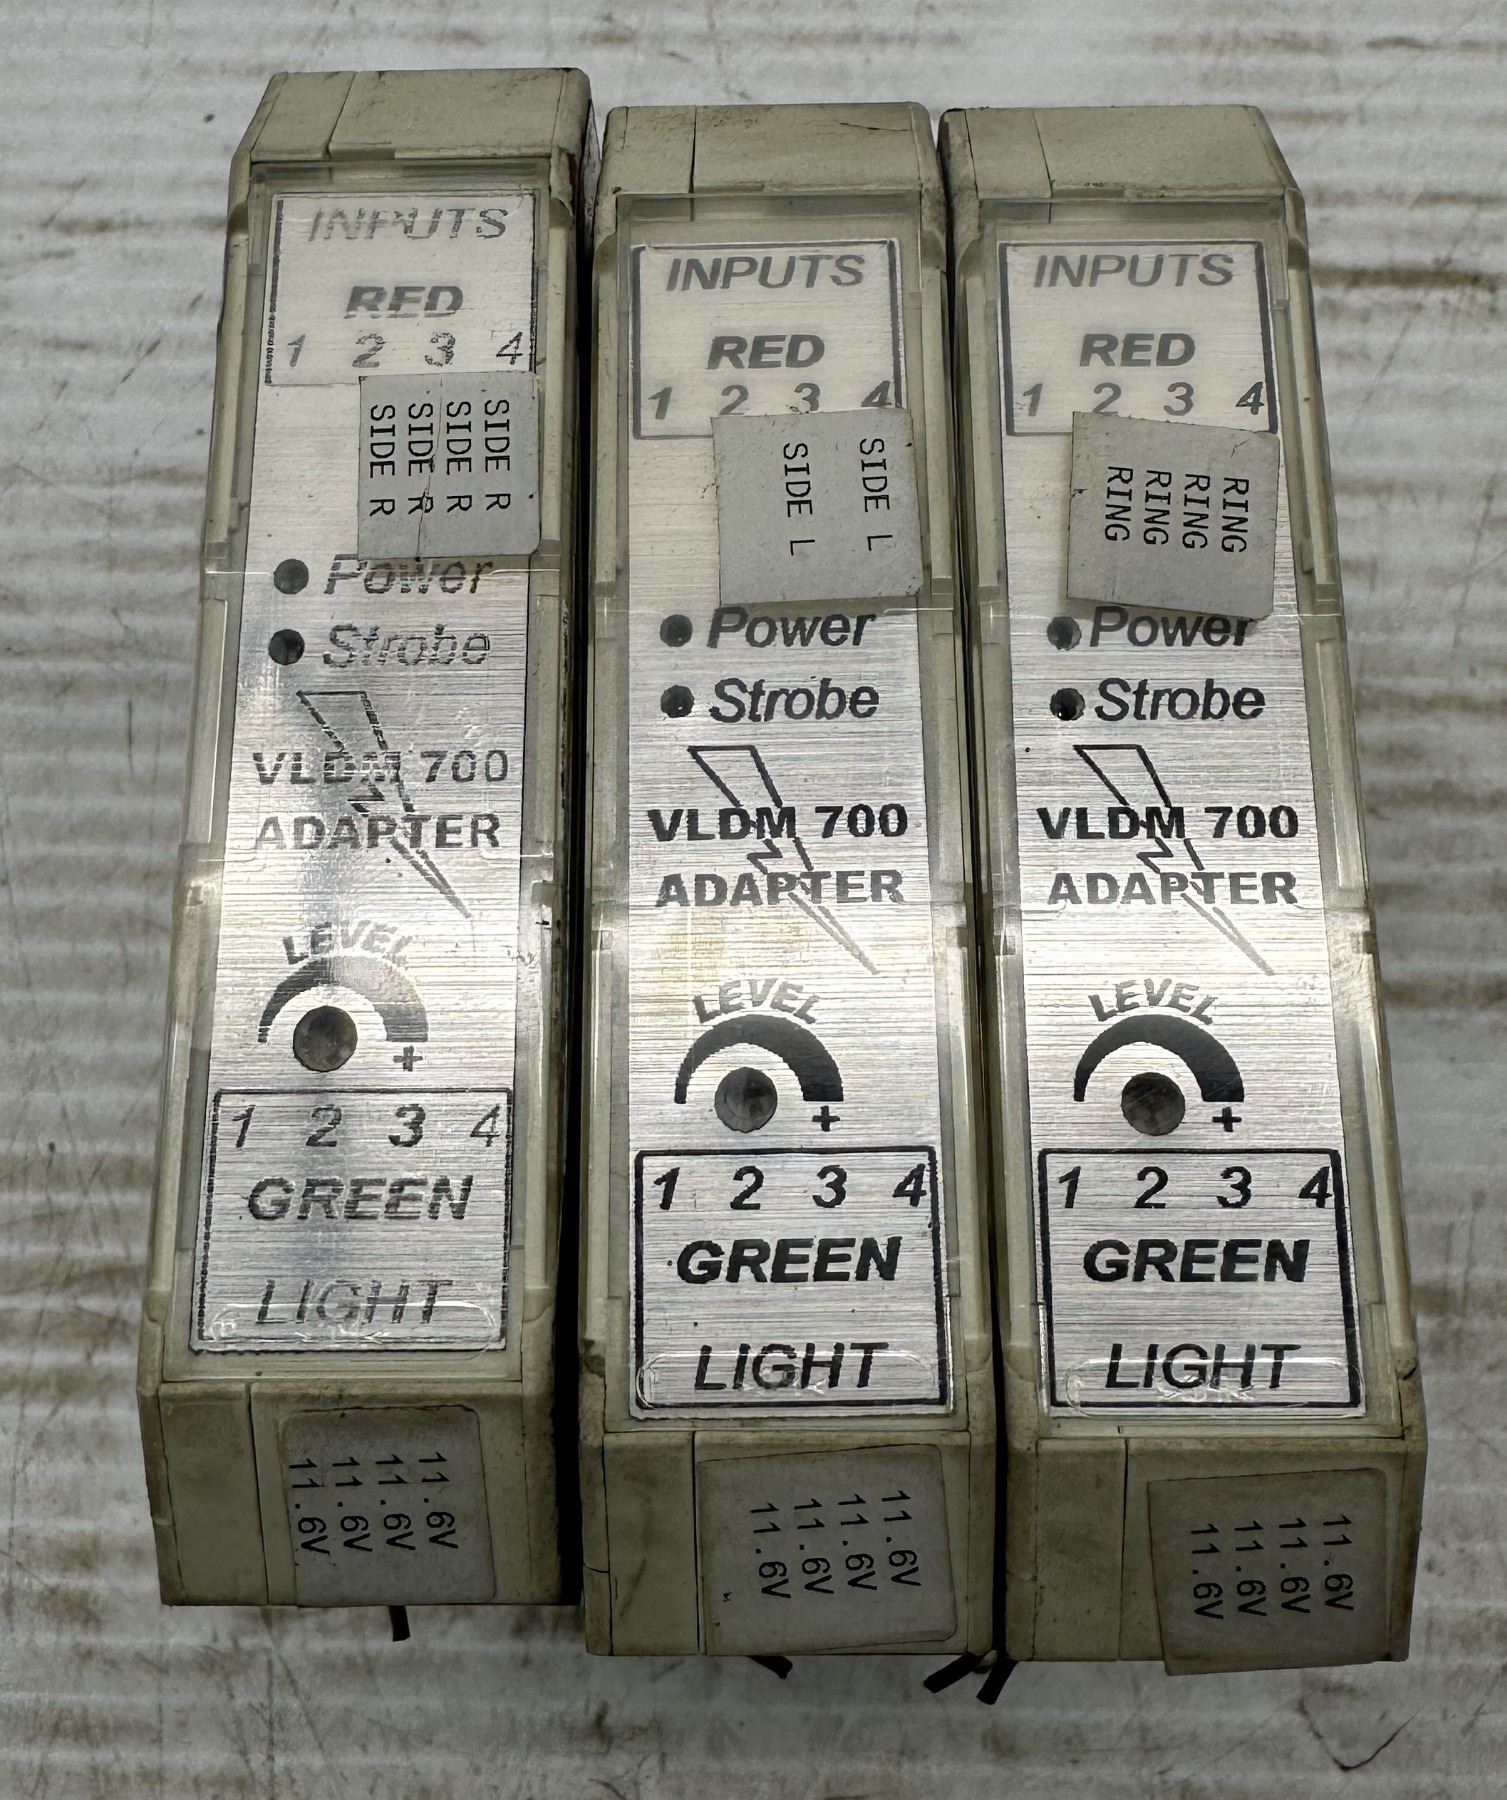 INPUTS
RED
1 2 3 4
SIDE R
SIDE R
SIDE R
SIDE R
Power
Strobe
VLDM 700
ADAPTER
LEVEL
+
1 2 3 4
GREEN
LIGHT
11.6V
11.6V
11.6V
11.6V
INPUTS
RED
1 2 3 4
SIDE L
SIDE L
Power
Strobe
VLDM 700
ADAPTER
LEVEL
+
1 2 3 4
GREEN
LIGHT
11.6V
11.6V
11.6V
11.6V
INPUTS
RED
1 2 3 4
RING
RING
RING
RING
Power
Strobe
VLDM 700
ADAPTER
LEVEL
+
1 2 3 4
GREEN
LIGHT
11.6V
11.6V
11.6V
11.6V